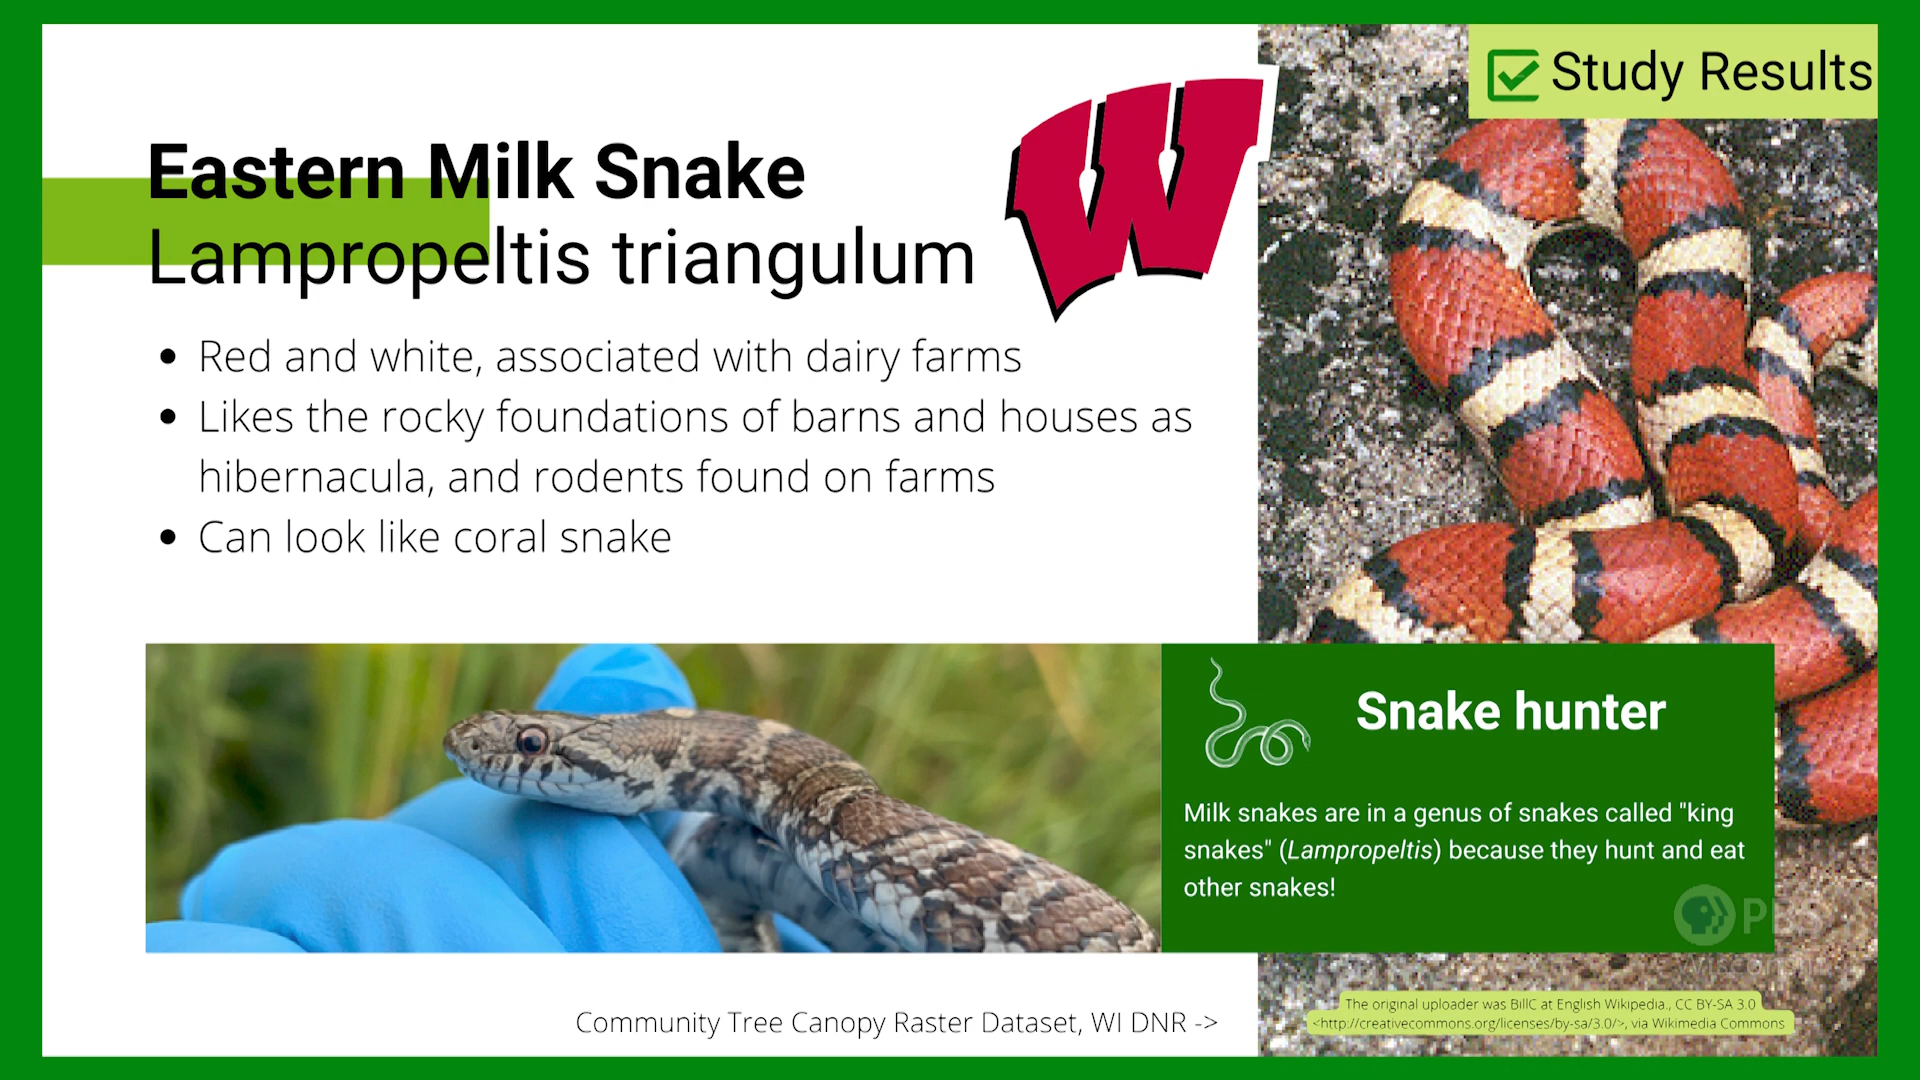 Study Results
Eastern Milk Snake
Lampropeltis triangulum
W
• Red and white, associated with dairy farms
• Likes the rocky foundations of barns and houses as
hibernacula, and rodents found on farms
• Can look like coral snake
Snake hunter
Milk snakes are in a genus of snakes called "king
snakes" (Lampropeltis) because they hunt and eat
other snakes!
PBS
Wisconsin
Community Tree Canopy Raster Dataset, WI DNR ->
The original uploader was BillC at English Wikipedia., CC BY-SA 3.0
<http://creativecommons.org/licenses/by-sa/3.0/>, via Wikimedia Commons